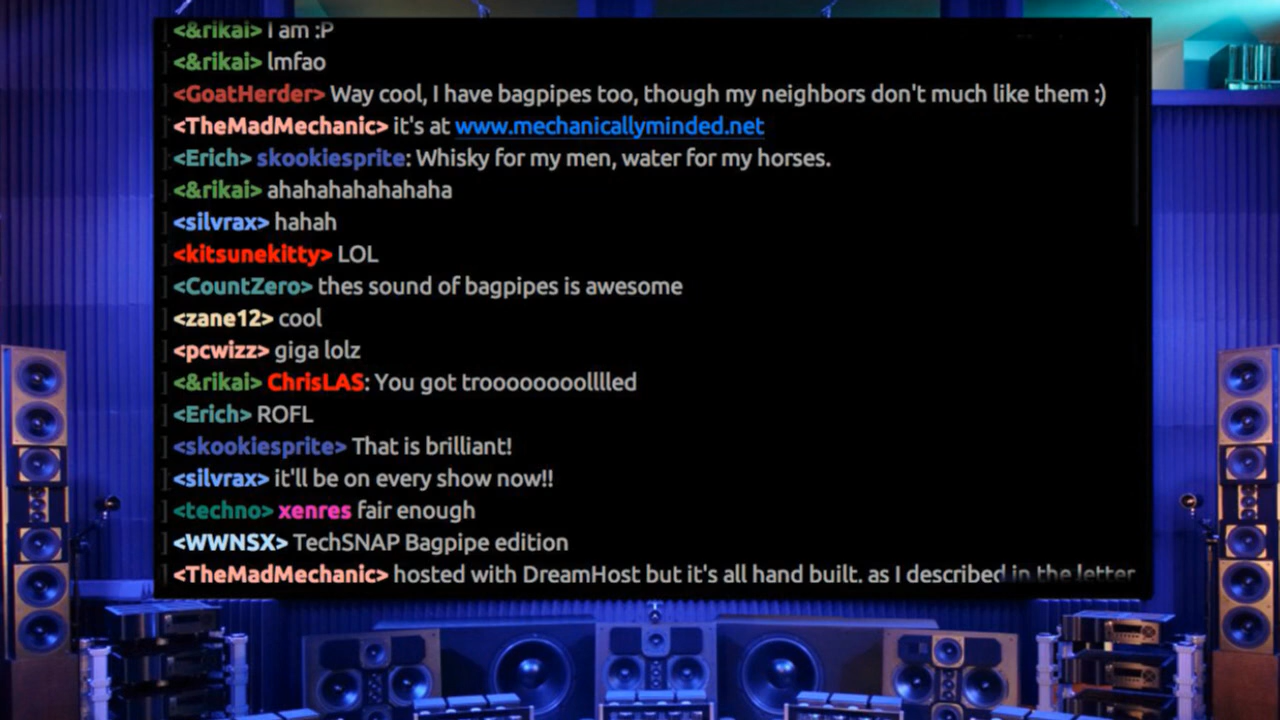 <&rikai> I am :P
<&rikai> lmfao
<GoatHerder> Way cool, I have bagpipes too, though my neighbors don't much like them :)
<TheMadMechanic> it's at www.mechanicallyminded.net
<Erich> skookiesprite: Whisky for my men, water for my horses.
<&rikai> ahahahahahahaha
<silvrax> hahah
<kitsunekitty> LOL
<CountZero> thes sound of bagpipes is awesome
<zane12> cool
<pcwizz> giga lolz
<&rikai> ChrisLAS: You got troooooooolllled
<Erich> ROFL
<skookiesprite> That is brilliant!
<silvrax> it'll be on every show now!!
<techno> xenres fair enough
<WWNSX> TechSNAP Bagpipe edition
<TheMadMechanic> hosted with DreamHost but it's all hand built. as I described in the letter